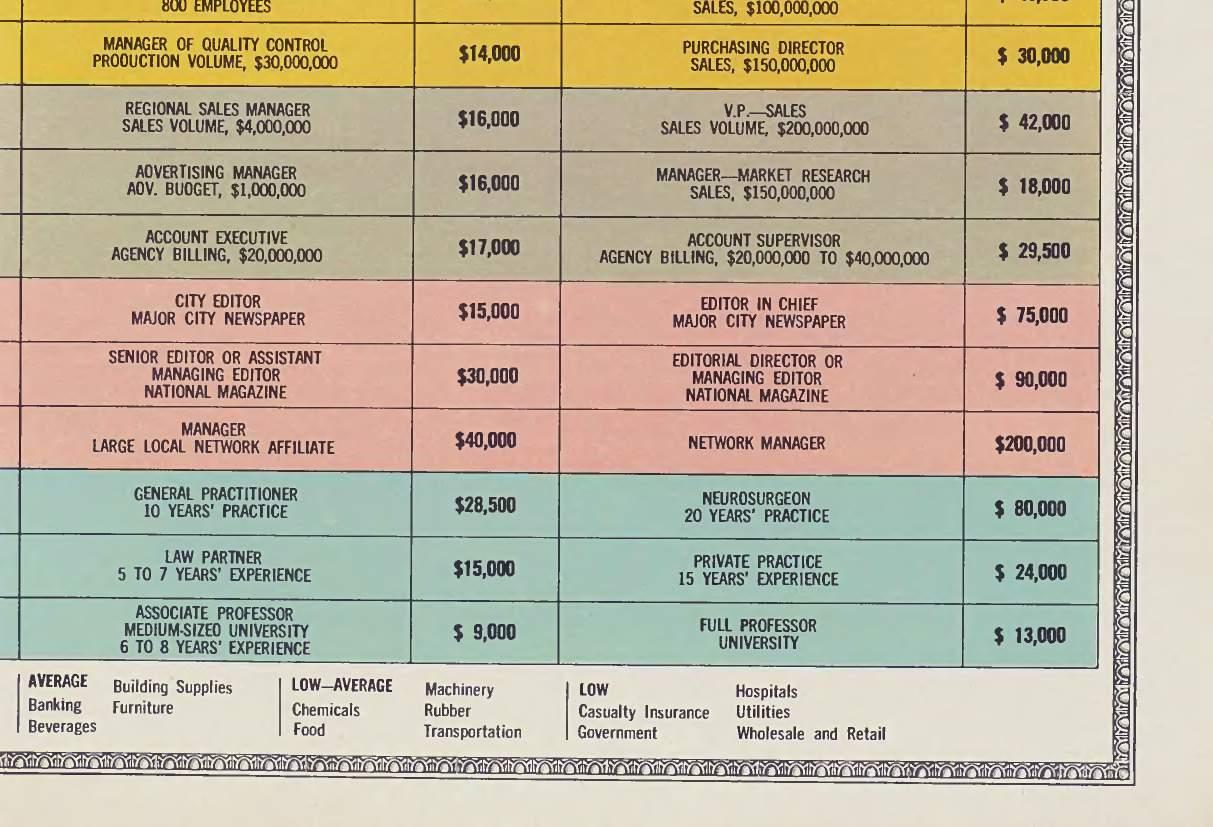 800 EMPLOYEES
SALES, $100,000,000
MANAGER OF QUALITY CONTROL
PRODUCTION VOLUME, $30,000,000
$14,000
PURCHASING DIRECTOR
SALES, $150,000,000
$ 30,000
REGIONAL SALES MANAGER
SALES VOLUME, $4,000,000
$16,000
V.P.—SALES
SALES VOLUME, $200,000,000
$ 42,000
ADVERTISING MANAGER
ADV. BUDGET, $1,000,000
$16,000
MANAGER—MARKET RESEARCH
SALES, $150,000,000
$ 18,000
ACCOUNT EXECUTIVE
AGENCY BILLING, $20,000,000
$17,000
ACCOUNT SUPERVISOR
AGENCY BILLING, $20,000,000 TO $40,000,000
$ 29,500
CITY EDITOR
MAJOR CITY NEWSPAPER
$15,000
EDITOR IN CHIEF
MAJOR CITY NEWSPAPER
$ 75,000
SENIOR EDITOR OR ASSISTANT
MANAGING EDITOR
NATIONAL MAGAZINE
$30,000
EDITORIAL DIRECTOR OR
MANAGING EDITOR
NATIONAL MAGAZINE
$ 90,000
MANAGER
LARGE LOCAL NETWORK AFFILIATE
$40,000
NETWORK MANAGER
$200,000
GENERAL PRACTITIONER
10 YEARS' PRACTICE
$28,500
NEUROSURGEON
20 YEARS' PRACTICE
$ 80,000
LAW PARTNER
5 TO 7 YEARS' EXPERIENCE
$15,000
PRIVATE PRACTICE
15 YEARS' EXPERIENCE
$ 24,000
ASSOCIATE PROFESSOR
MEDIUM-SIZED UNIVERSITY
6 TO 8 YEARS' EXPERIENCE
$ 9,000
FULL PROFESSOR
UNIVERSITY
$ 13,000
AVERAGE
Banking
Beverages
Building Supplies
Furniture
LOW—AVERAGE
Chemicals
Food
Machinery
Rubber
Transportation
LOW
Casualty Insurance
Government
Hospitals
Utilities
Wholesale and Retail